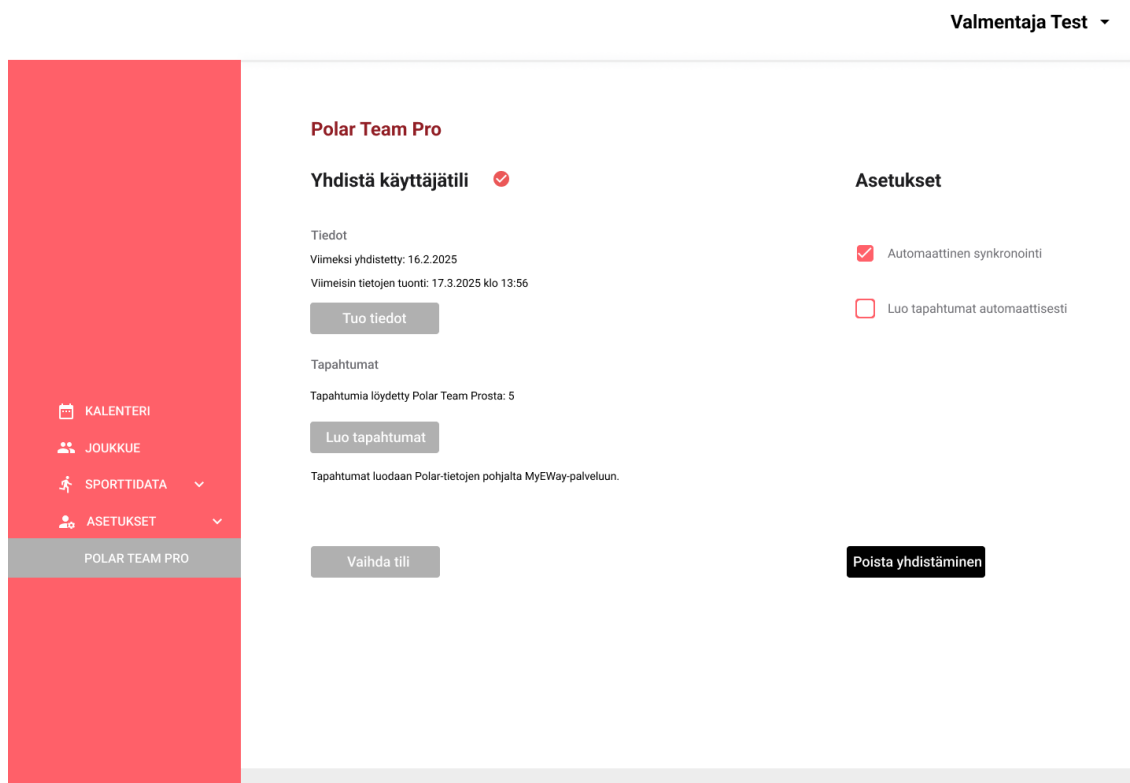 Valmentaja Test
KALENTERI
JOUKKUE
SPORTTIDATA
ASETUKSET
POLAR TEAM PRO
Polar Team Pro
Yhdistä käyttäjätili
Tiedot
Viimeksi yhdistetty: 16.2.2025
Viimeisin tietojen tuonti: 17.3.2025 klo 13:56
Tuo tiedot
Tapahtumat
Tapahtumia löydetty Polar Team Prosta: 5
Luo tapahtumat
Tapahtumat luodaan Polar-tietojen pohjalta MyEWay-palveluun.
Vaihda tili
Asetukset
Automaattinen synkronointi
Luo tapahtumat automaattisesti
Poista yhdistäminen